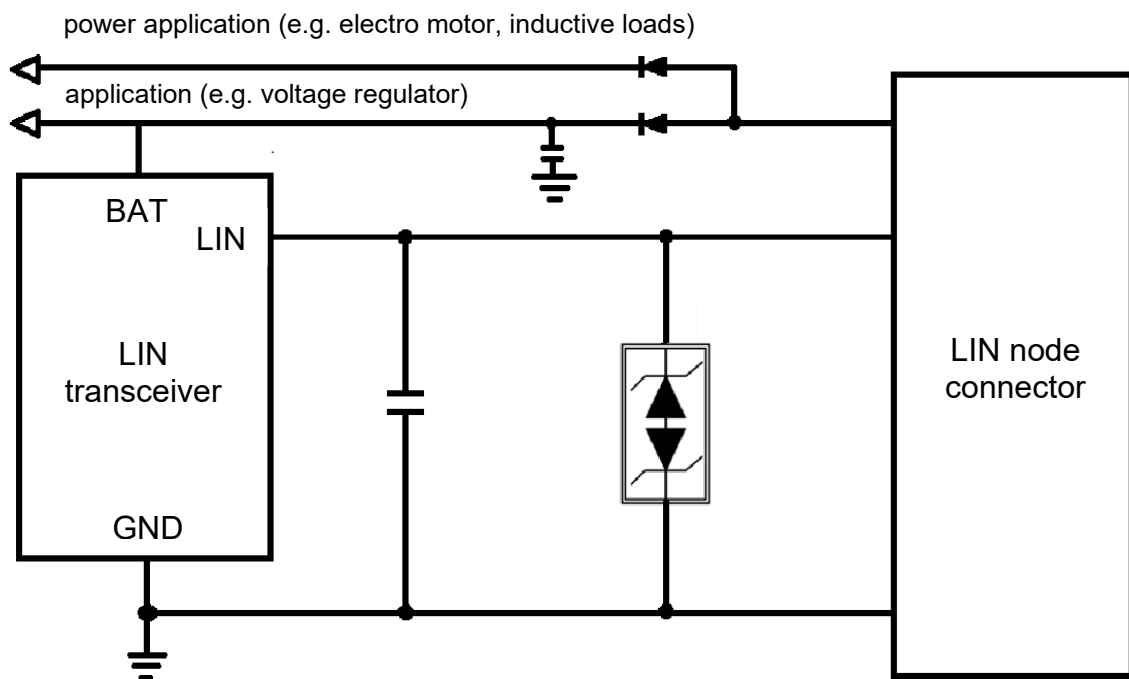 power application (e.g. electro motor, inductive loads)
application (e.g. voltage regulator)
BAT
LIN
LIN
transceiver
GND
LIN node
connector